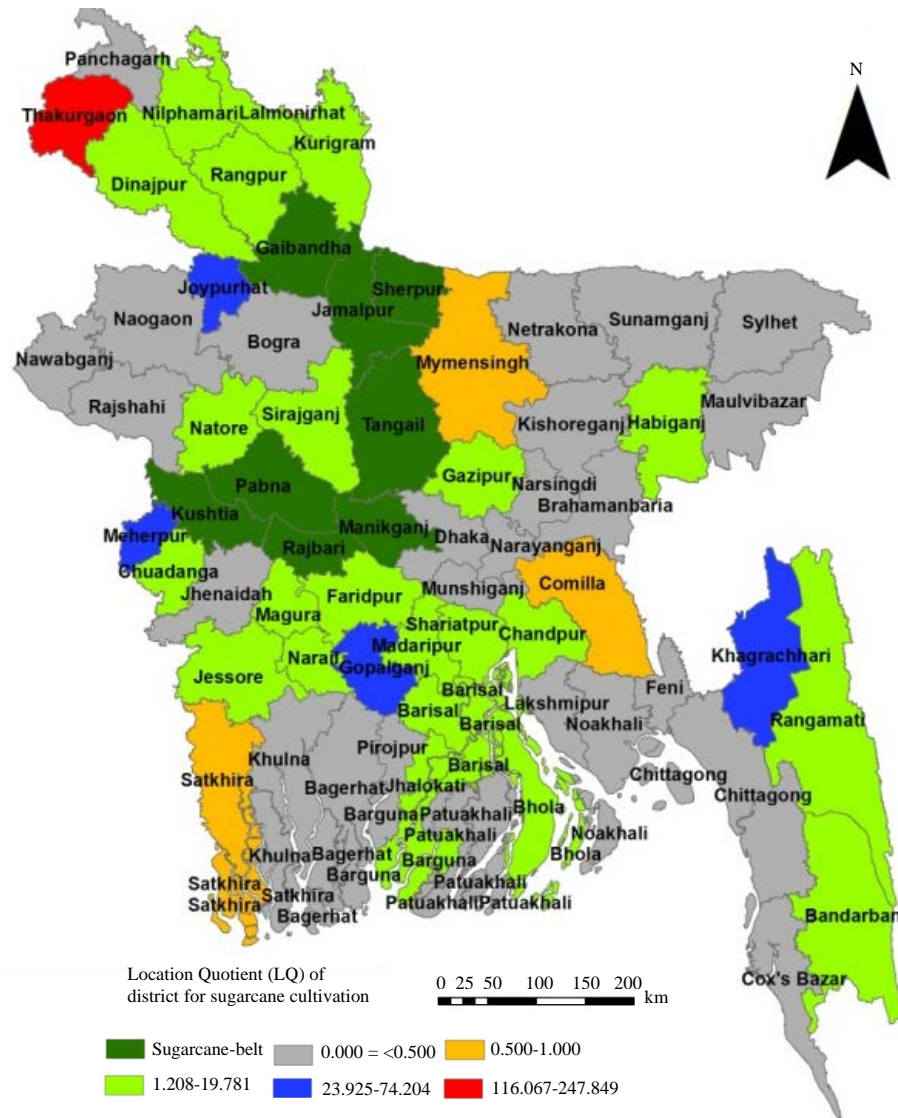 N
Panchagarh
Thakurgaon
Nilphamari
Lalmonirhat
Kurigram
Dinajpur
Rangpur
Gaibandha
Joypurhat
Sherpur
Jamalpur
Naogaon
Bogra
Netrakona
Sunamganj
Sylhet
Nawabganj
Mymensingh
Rajshahi
Natore
Sirajganj
Tangail
Kishoreganj
Habiganj
Maulvibazar
Gazipur
Pabna
Narsingdi
Brahamanbaria
Kushtia
Manikganj
Meherpur
Rajbari
Dhaka
Narayanganj
Chuadanga
Jhenaidah
Munshiganj
Comilla
Magura
Faridpur
Shariatpur
Chandpur
Madaripur
Khagrachhari
Narail
Gopalganj
Jessore
Barisal
Feni
Lakshmipur
Barisal
Barisal
Noakhali
Rangamati
Pirojpur
Khulna
Satkhira
Barisal
Chittagong
Bagerhat
Jhalokati
Chittagong
Bhola
Barguna
Patuakhali
Patuakhali
Noakhali
Khulna
Bagerhat
Barguna
Bhola
Barguna
Satkhira
Satkhira
Patuakhali
Satkhira
Patuakhali
Patuakhali
Bagerhat
Bandarban
Cox's Bazar
Location Quotient (LQ) of
district for sugarcane cultivation
0 25 50 100 150 200
km
Sugarcane-belt
0.000 = <0.500
0.500-1.000
1.208-19.781
23.925-74.204
116.067-247.849